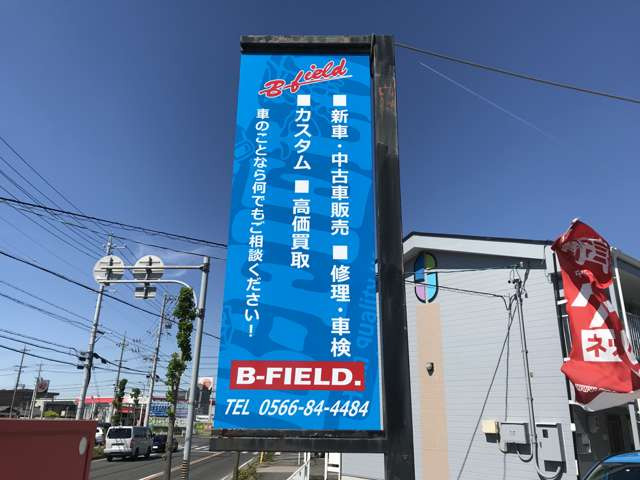 B-field
■新車・中古車販売 ■修理・車検
■カスタム ■高価買取
車のことなら何でもご相談ください！
B-FIELD.
TEL 0566-84-4484
ネ